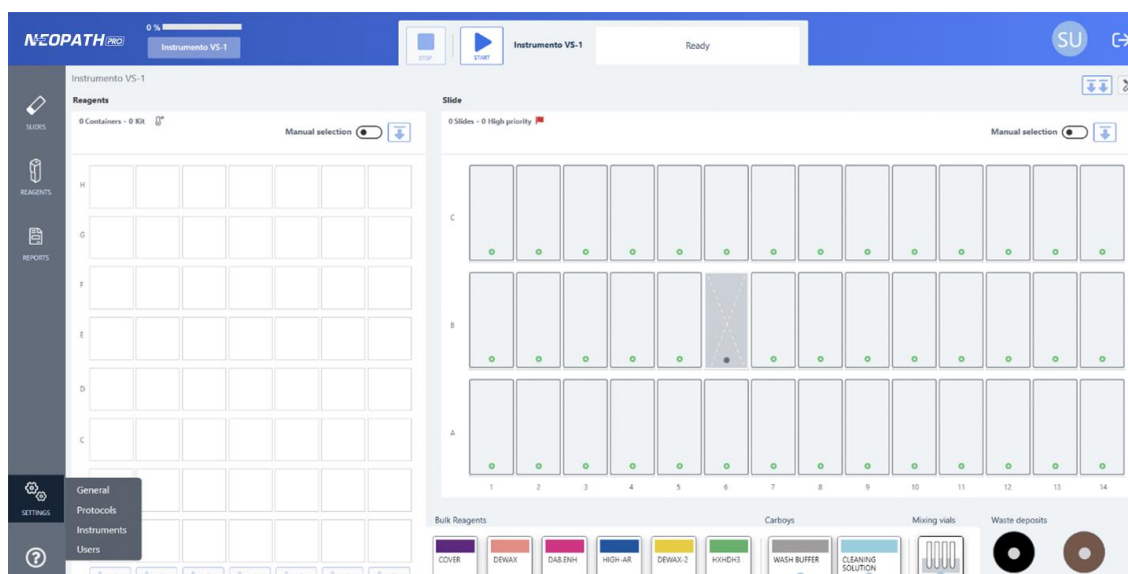 NEOPATH PRO
0 %
Instrumento VS-1
STOP
START
Instrumento VS-1
Ready
SU
Instrumento VS-1
Reagents
0 Containers - 0 Kit
Manual selection
Slide
0 Slides - 0 High priority
Manual selection
SLIDES
REAGENTS
REPORTS
SETTINGS
General
Protocols
Instruments
Users
?
H
G
F
E
D
C
C
B
A
1 2 3 4 5 6 7 8 9 10 11 12 13 14
Bulk Reagents
Carboys
Mixing vials
Waste deposits
COVER
DEWAX
DAB.ENH
HIGH-AR
DEWAX-2
HXHDH3
WASH BUFFER
CLEANING
SOLUTION